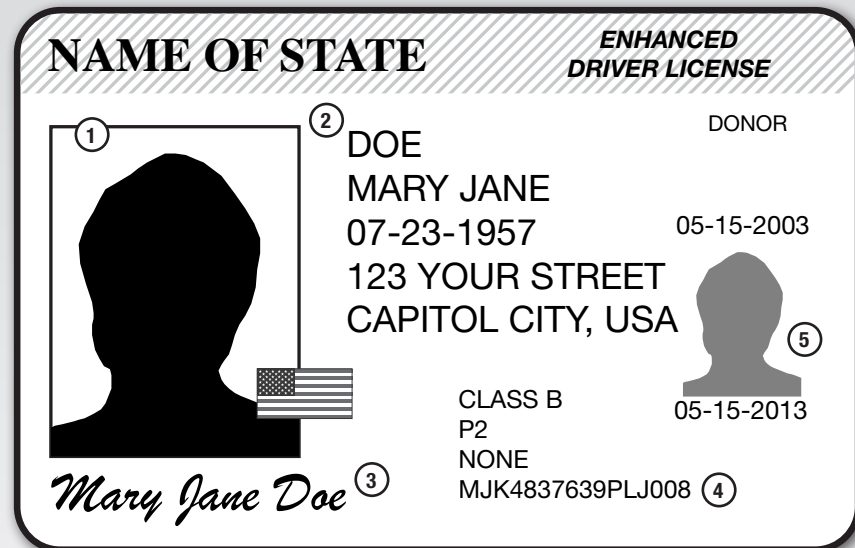 NAME OF STATE
ENHANCED
DRIVER LICENSE
1
2
DOE
MARY JANE
07-23-1957
123 YOUR STREET
CAPITOL CITY, USA
DONOR
05-15-2003
5
05-15-2013
CLASS B
P2
NONE
MJK4837639PLJ008 4
Mary Jane Doe 3